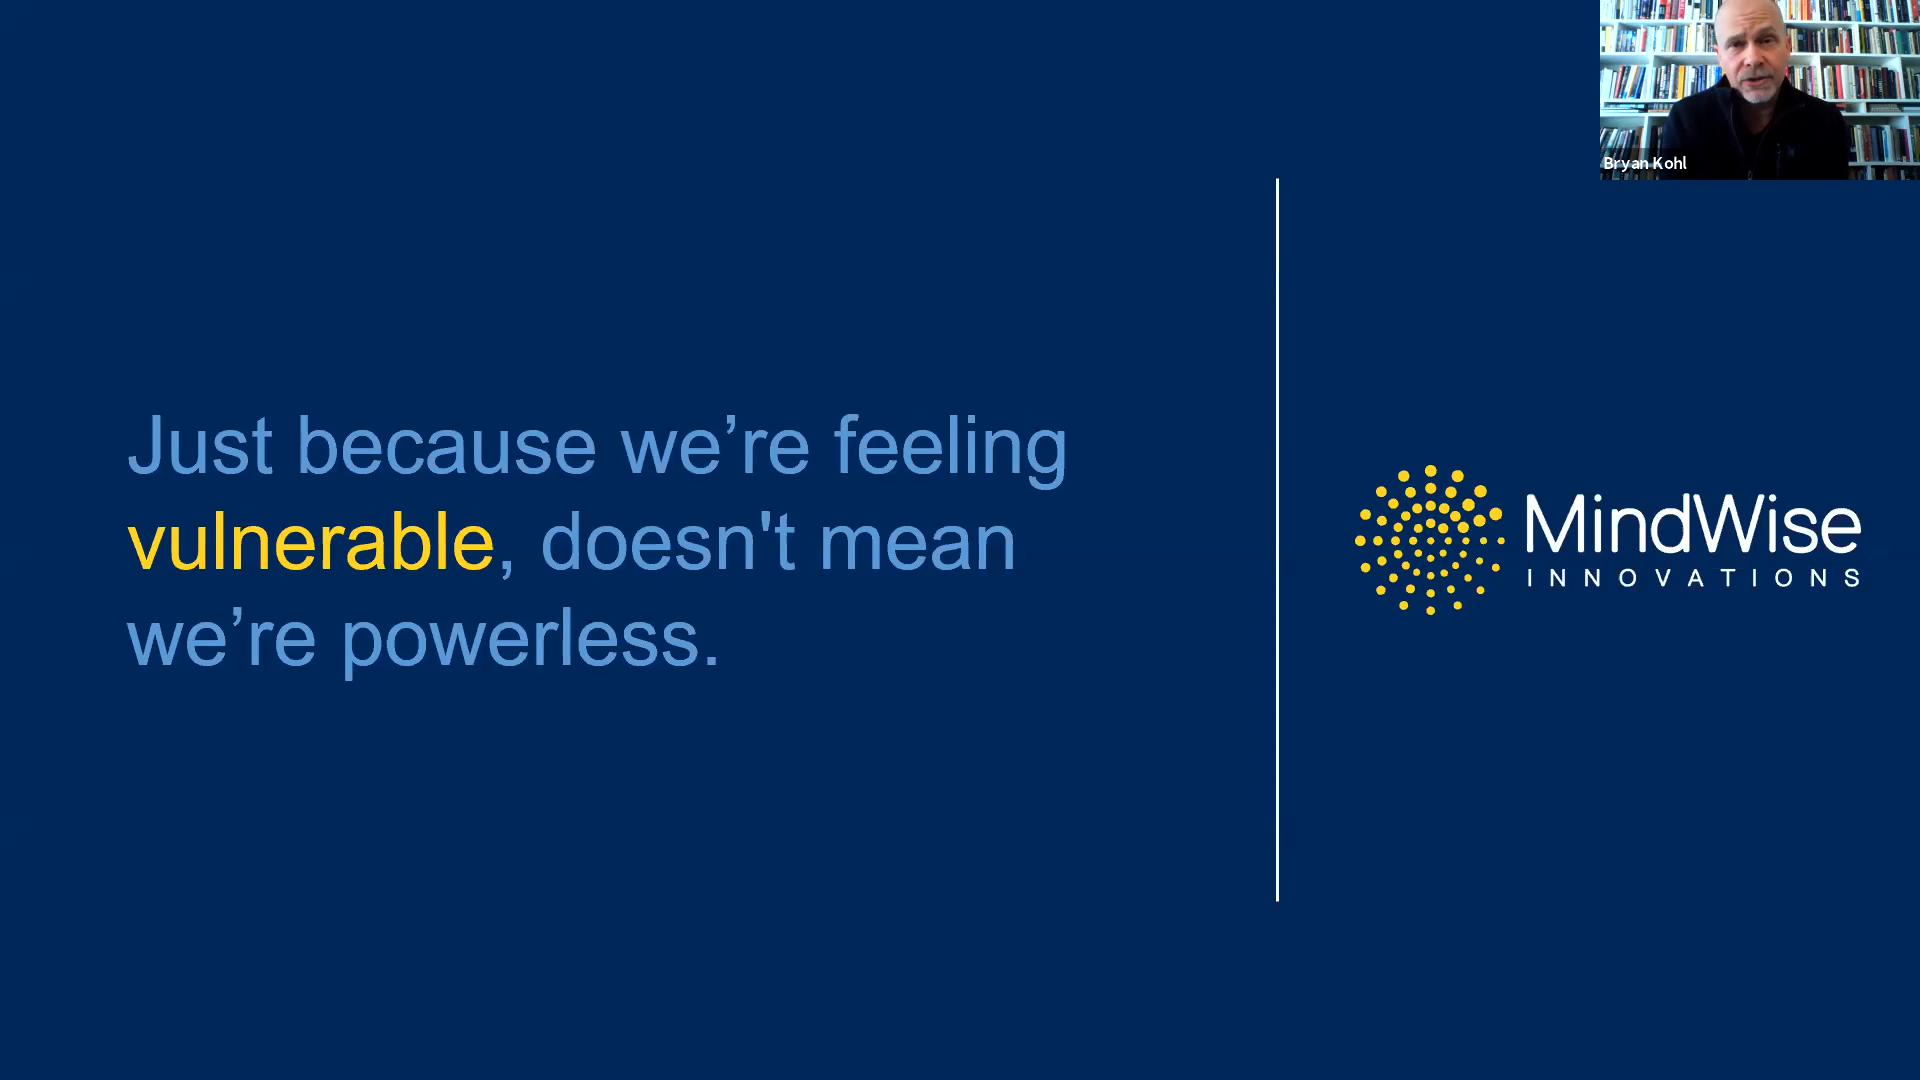 Bryan Kohl
Just because we’re feeling
vulnerable, doesn't mean
we’re powerless.
MindWise
INNOVATIONS